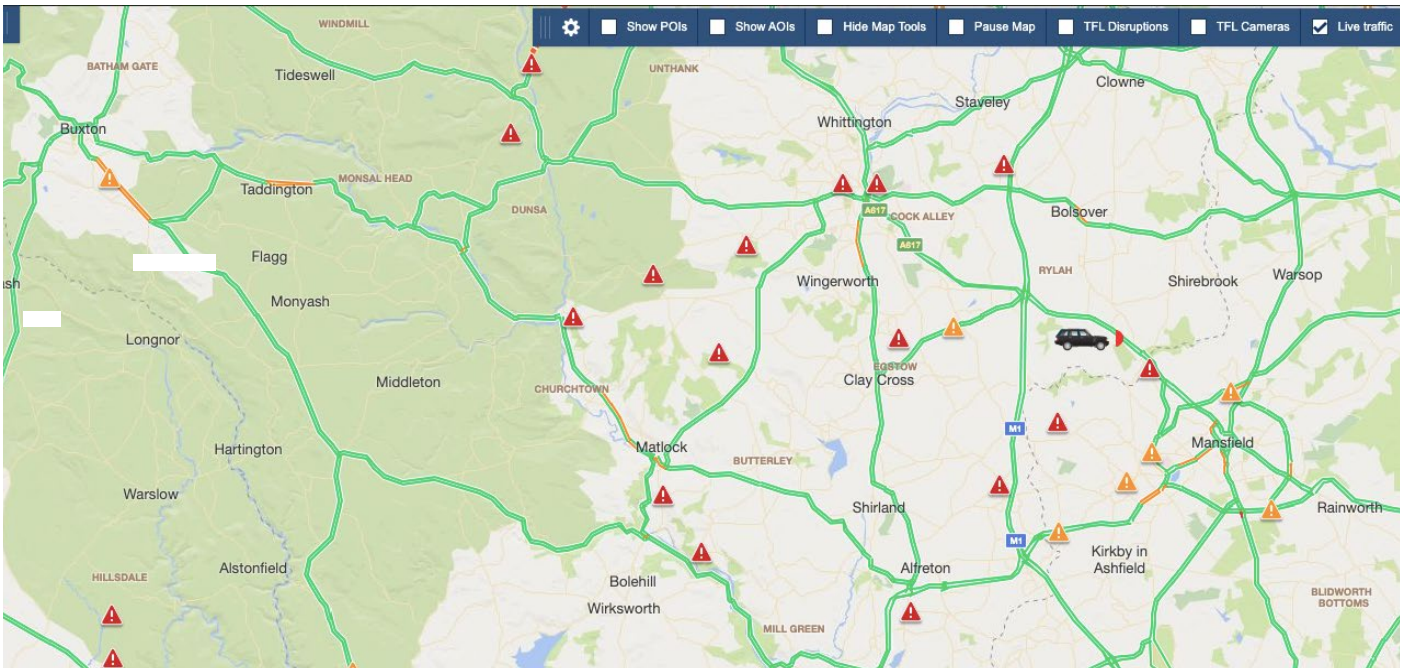 Show POIs
Show AOIs
Hide Map Tools
Pause Map
TFL Disruptions
TFL Cameras
Live traffic
WINDMILL
BATHAM GATE
Tideswell
UNTHANK
Clowne
Staveley
Whittington
Buxton
MONSAL HEAD
Taddington
DUNSA
A617
COCK ALLEY
Bolsover
A617
Flagg
RYLAH
Wingerworth
Shirebrook
Warsop
ash
Monyash
Longnor
EGSTOW
Middleton
CHURCHTOWN
Clay Cross
M1
Mansfield
Hartington
Matlock
BUTTERLEY
Warslow
Shirland
Rainworth
M1
Kirkby in
Ashfield
Alstonfield
Alfreton
HILLSDALE
Bolehill
BLIDWORTH
BOTTOMS
Wirksworth
MILL GREEN